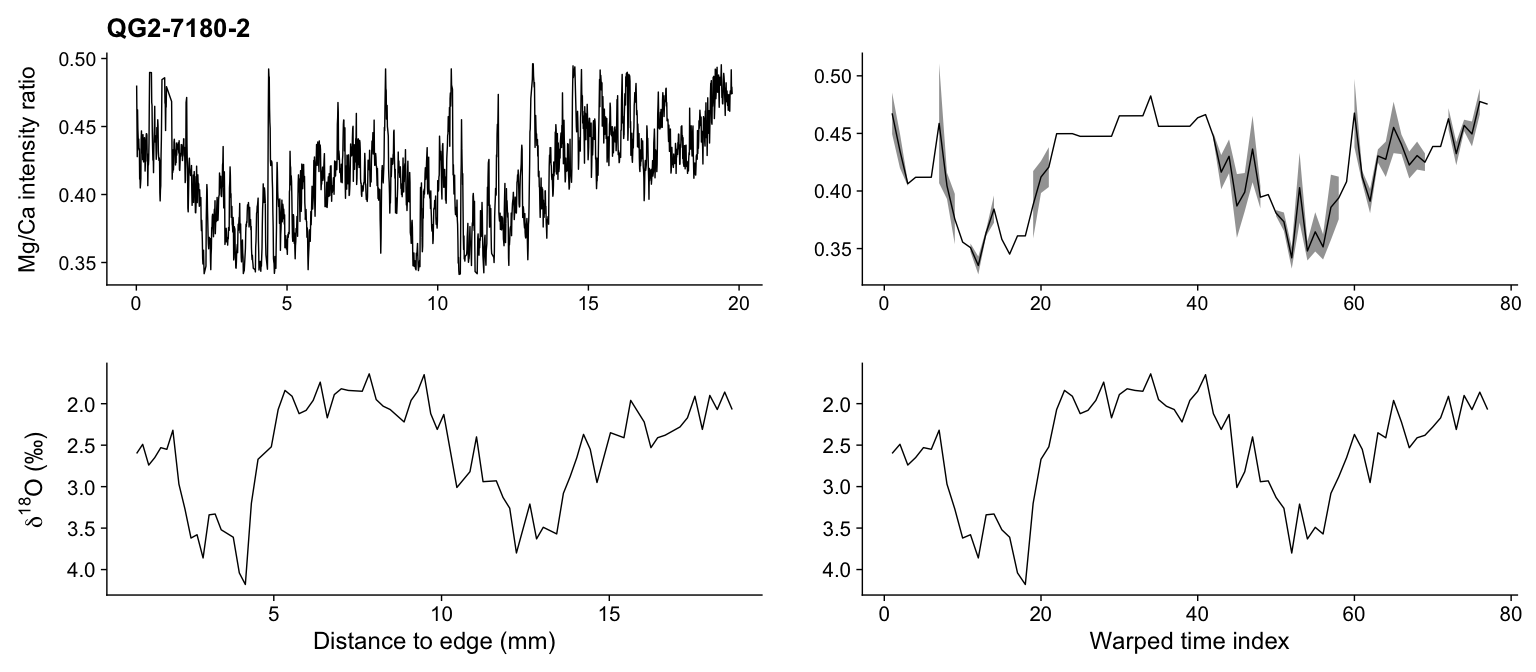 QG2-7180-2
Mg/Ca intensity ratio
0.50
0.45
0.40
0.35
0 5 10 15 20
0.50
0.45
0.40
0.35
0 20 40 60 80
δ18O (‰)
2.0
2.5
3.0
3.5
4.0
5 10 15
Distance to edge (mm)
2.0
2.5
3.0
3.5
4.0
0 20 40 60 80
Warped time index